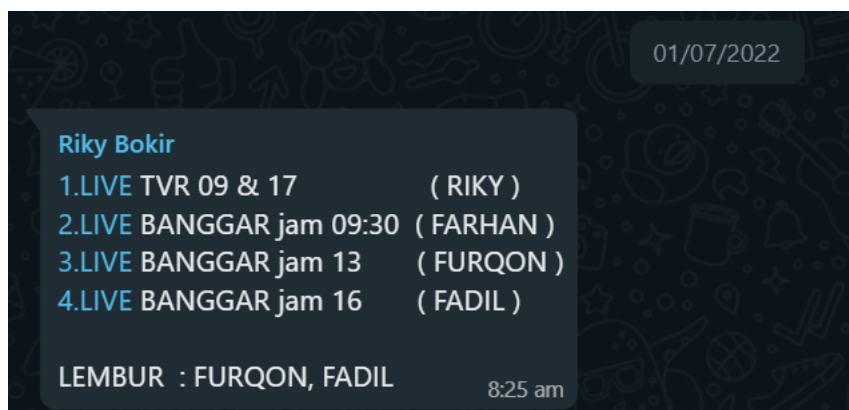 01/07/2022
Riky Bokir
1.LIVE TVR 09 & 17 ( RIKY )
2.LIVE BANGGAR jam 09:30 ( FARHAN )
3.LIVE BANGGAR jam 13 ( FURQON )
4.LIVE BANGGAR jam 16 ( FADIL )
LEMBUR : FURQON, FADIL
8:25 am